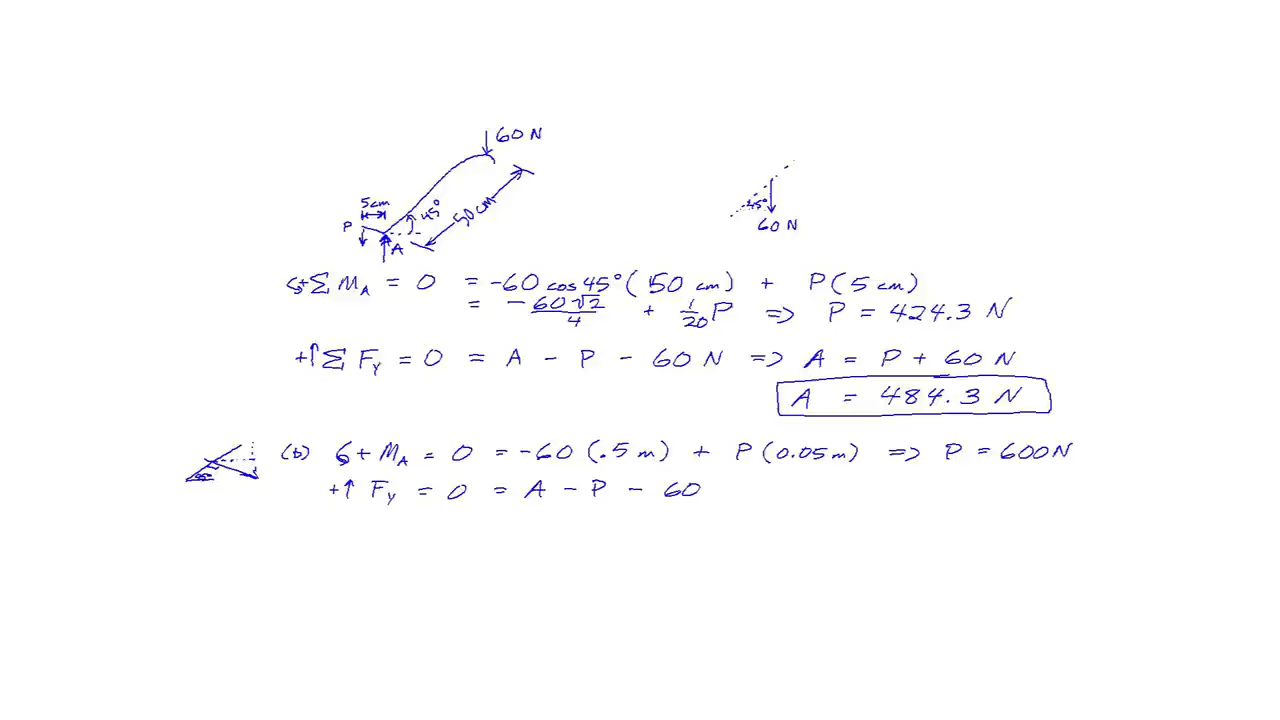 60 N
5cm
45°
50 cm
P
A
45°
60 N
↺+ΣM_A = 0 = -60 cos 45° (50 cm) + P(5 cm)
= -60√2/4 + 1/20 P => P = 424.3 N
+↑ΣF_Y = 0 = A - P - 60 N => A = P + 60 N
A = 484.3 N
(b) ↺+M_A = 0 = -60 (.5 m) + P (0.05m) => P = 600N
+↑F_Y = 0 = A - P - 60